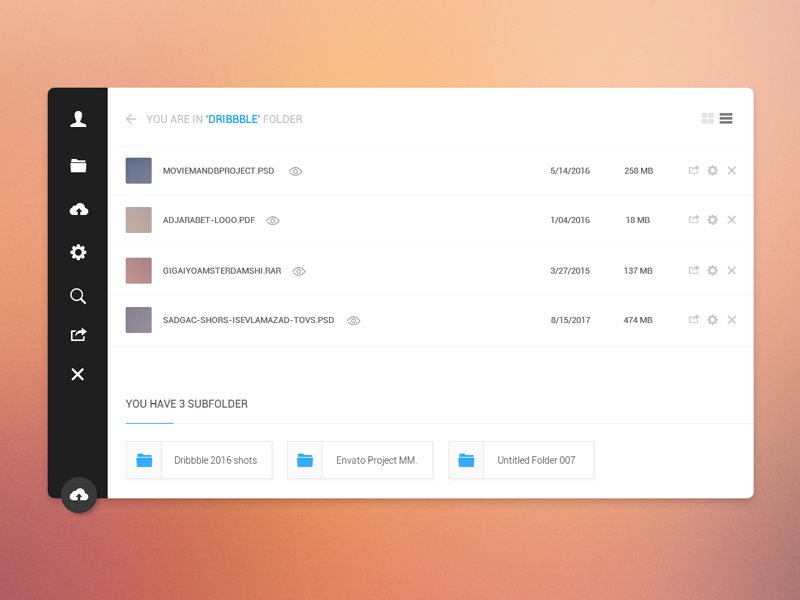 YOU ARE IN 'DRIBBBLE' FOLDER
MOVIEMANDBPROJECT.PSD 5/14/2016 258 MB
ADJARABET-LOGO.PDF 1/04/2016 18 MB
GIGAIYOAMSTERDAMSHI.RAR 3/27/2015 137 MB
SADGAC-SHORS-ISEVLAMAZAD-TOVS.PSD 8/15/2017 474 MB
YOU HAVE 3 SUBFOLDER
Dribbble 2016 shots Envato Project MM. Untitled Folder 007